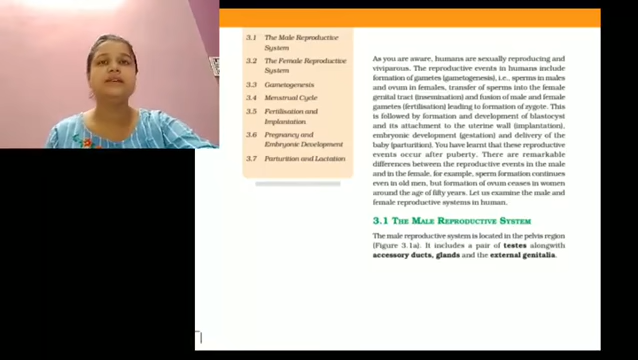 3.1 The Male Reproductive
System
3.2 The Female Reproductive
System
3.3 Gametogenesis
3.4 Menstrual Cycle
3.5 Fertilisation and
Implantation
3.6 Pregnancy and
Embryonic Development
3.7 Parturition and Lactation
As you are aware, humans are sexually reproducing and
viviparous. The reproductive events in humans include
formation of gametes (gametogenesis), i.e., sperms in males
and ovum in females, transfer of sperms into the female
genital tract (insemination) and fusion of male and female
gametes (fertilisation) leading to formation of zygote. This
is followed by formation and development of blastocyst
and its attachment to the uterine wall (implantation),
embryonic development (gestation) and delivery of the
baby (parturition). You have learnt that these reproductive
events occur after puberty. There are remarkable
differences between the reproductive events in the male
and in the female, for example, sperm formation continues
even in old men, but formation of ovum ceases in women
around the age of fifty years. Let us examine the male and
female reproductive systems in human.
3.1 The Male Reproductive System
The male reproductive system is located in the pelvis region
(Figure 3.1a). It includes a pair of testes alongwith
accessory ducts, glands and the external genitalia.